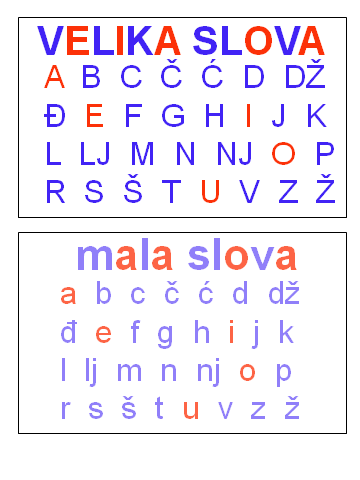 VELIKA SLOVA
A B C Č Ć D DŽ
Đ E F G H I J K
L LJ M N NJ O P
R S Š T U V Z Ž
mala slova
a b c č ć d dž
đ e f g h i j k
l lj m n nj o p
r s š t u v z ž